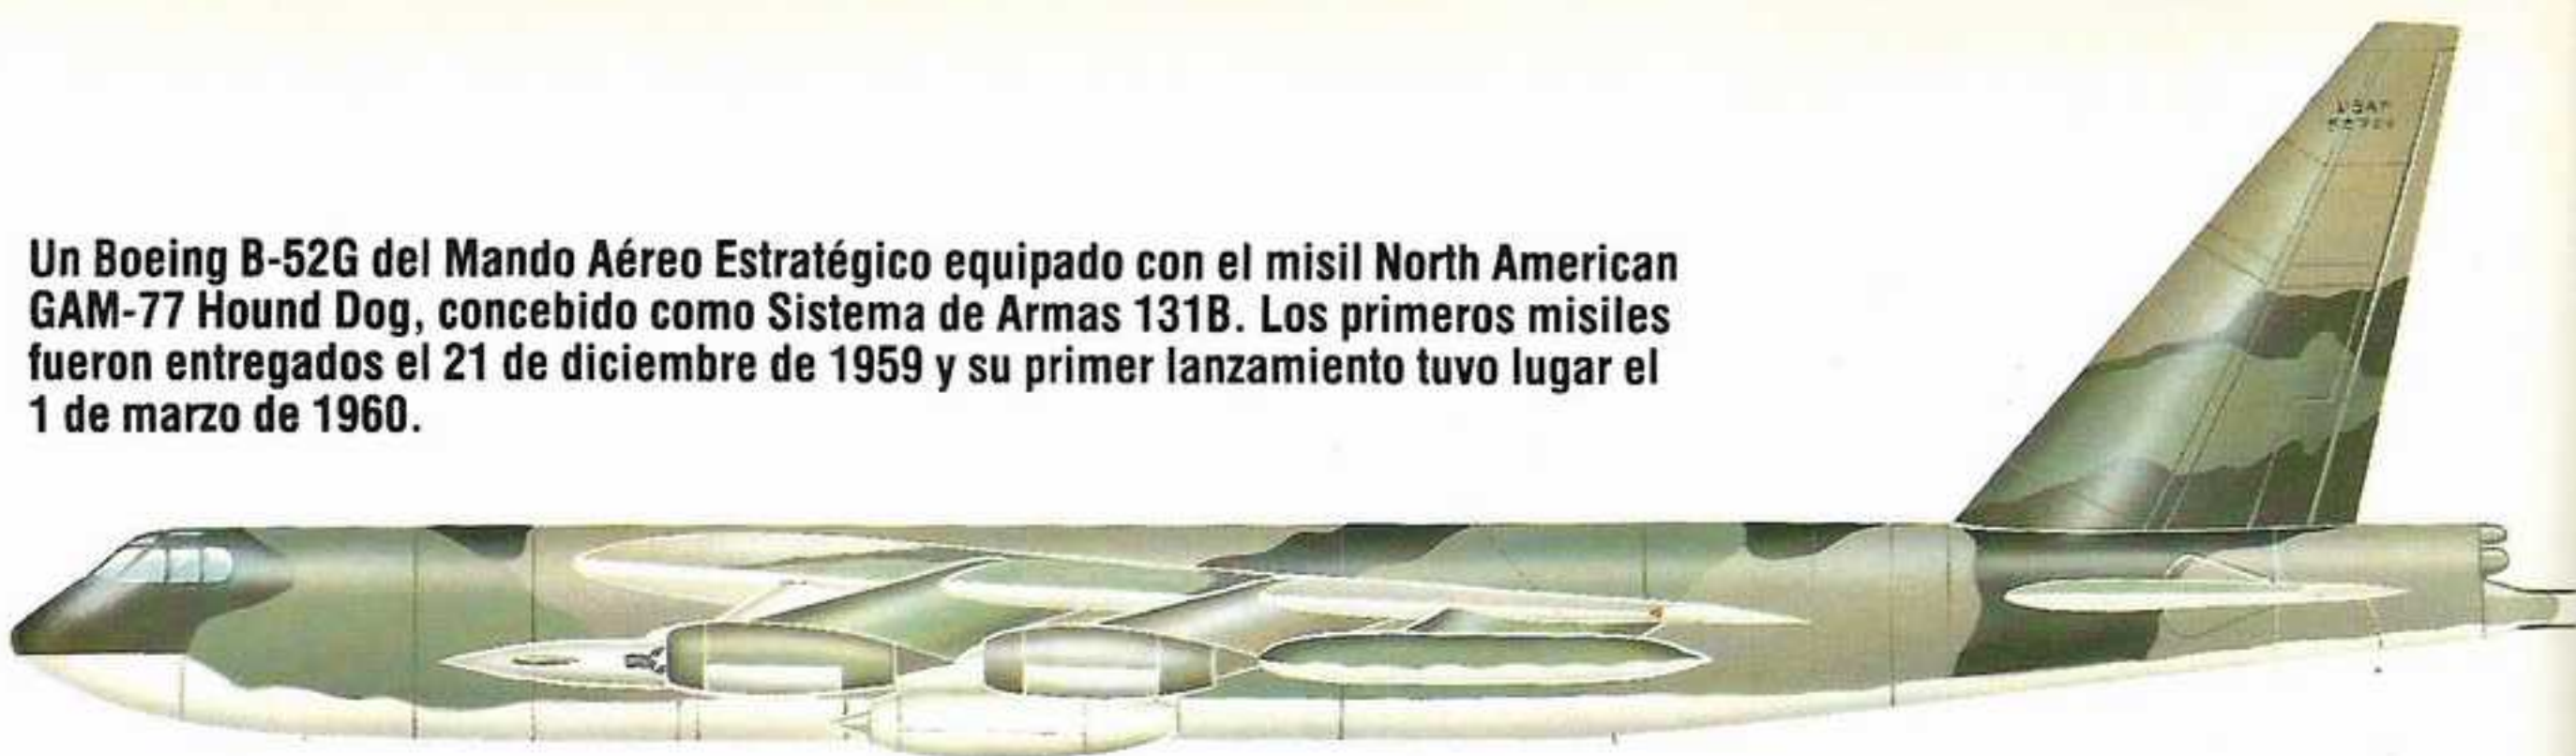 USAF
Un Boeing B-52G del Mando Aéreo Estratégico equipado con el misil North American
GAM-77 Hound Dog, concebido como Sistema de Armas 131B. Los primeros misiles
fueron entregados el 21 de diciembre de 1959 y su primer lanzamiento tuvo lugar el
1 de marzo de 1960.